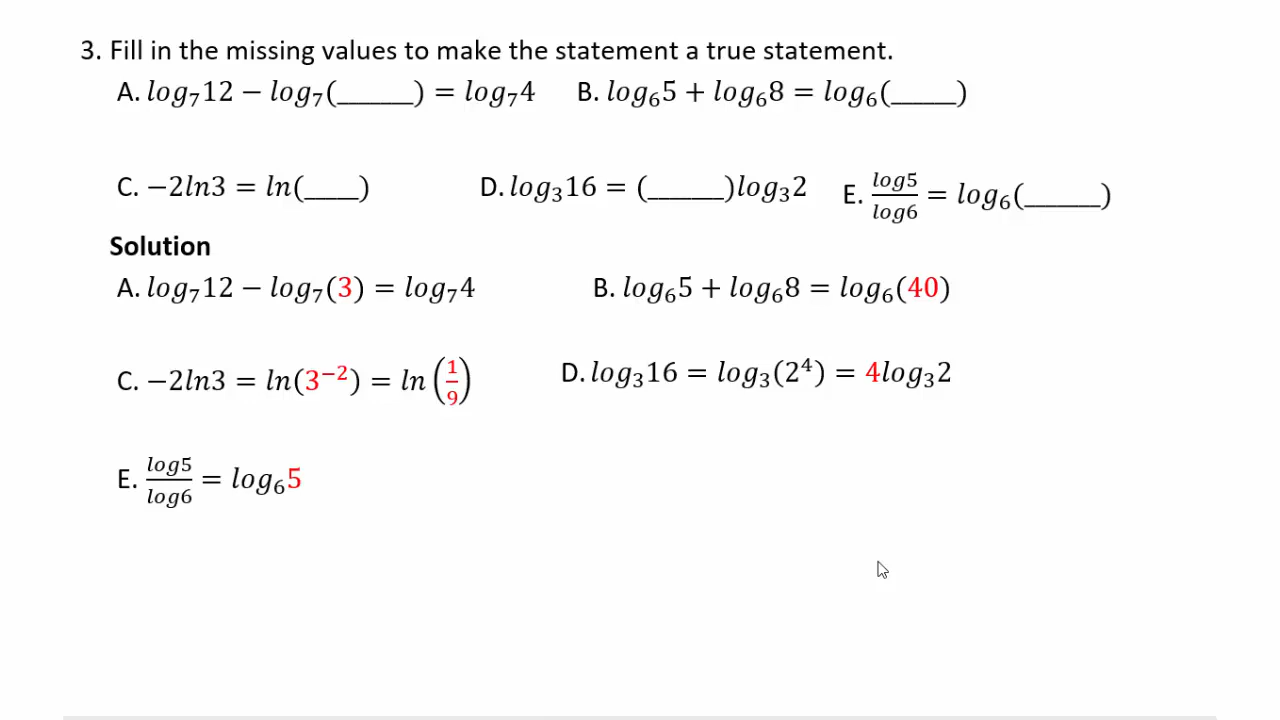 3. Fill in the missing values to make the statement a true statement.
A. log₇12 − log₇(______) = log₇4 B. log₆5 + log₆8 = log₆(_____)
C. −2ln3 = ln(____) D. log₃16 = (______)log₃2 E. log5/log6 = log₆(______)
Solution
A. log₇12 − log₇(3) = log₇4 B. log₆5 + log₆8 = log₆(40)
C. −2ln3 = ln(3⁻²) = ln(1/9) D. log₃16 = log₃(2⁴) = 4log₃2
E. log5/log6 = log₆5